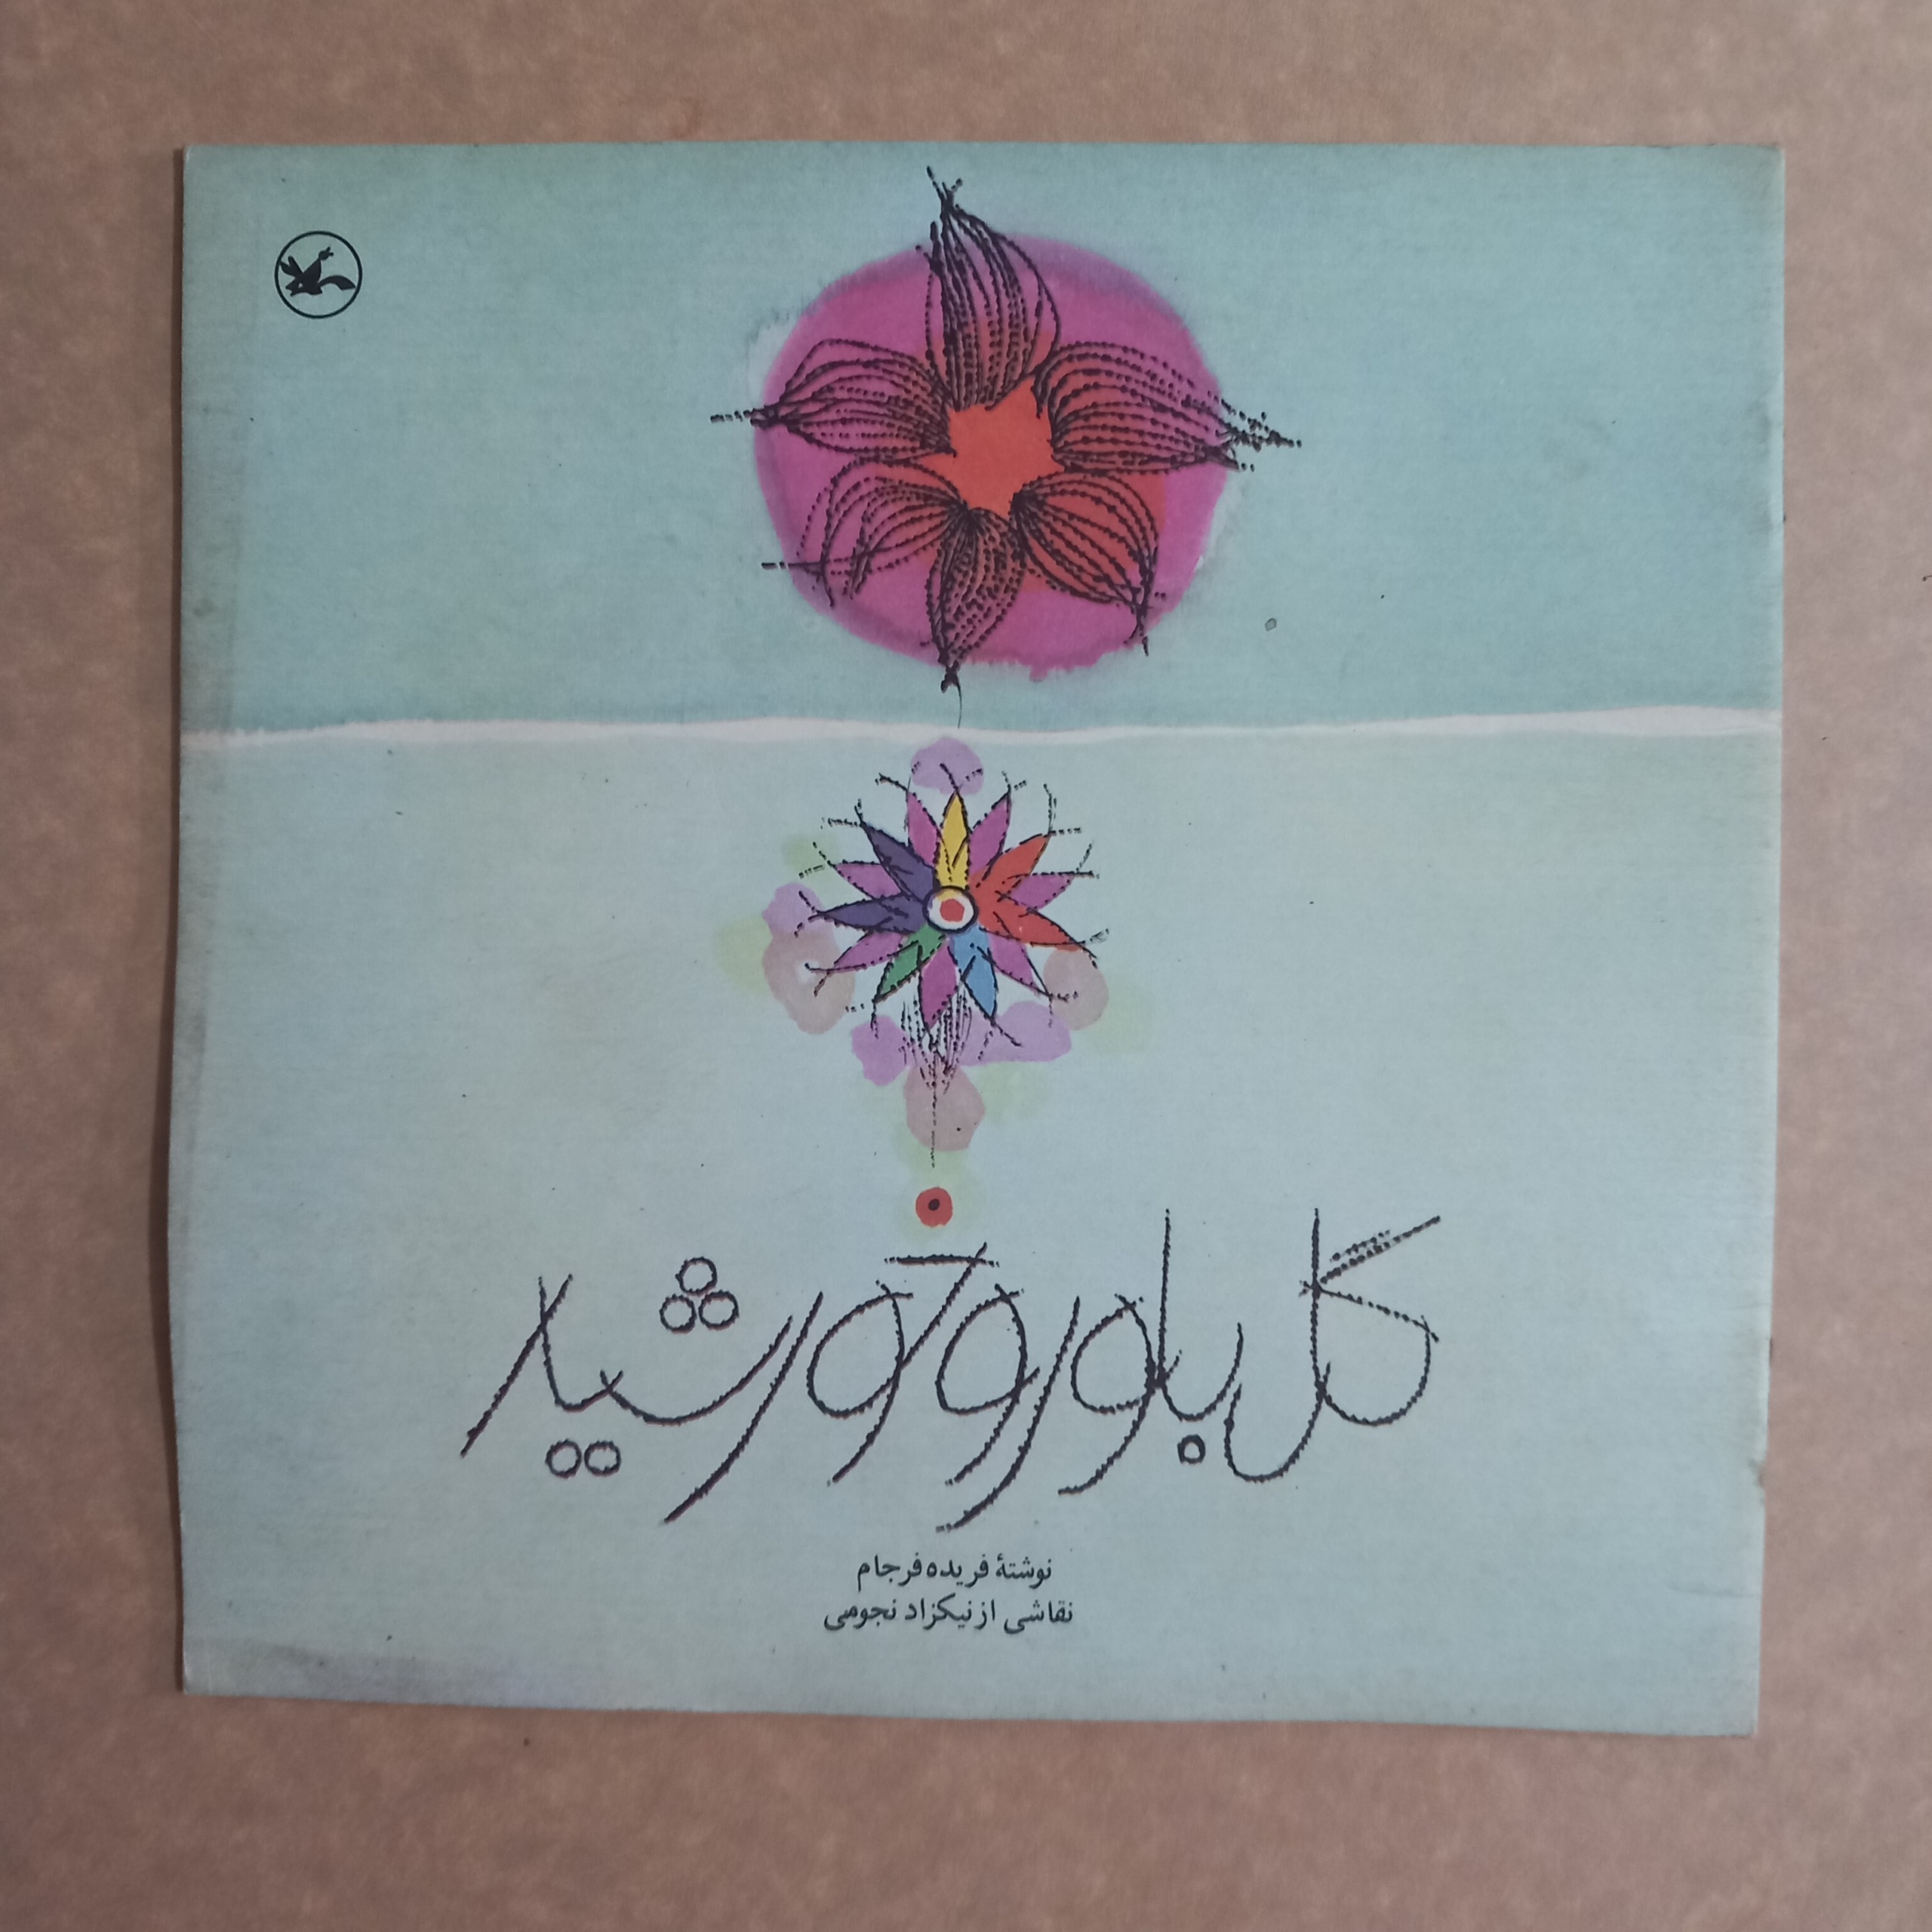 گل بلور و خورشید
نوشتهٔ فریده فرجام
نقاشی از نیکزاد نجومی